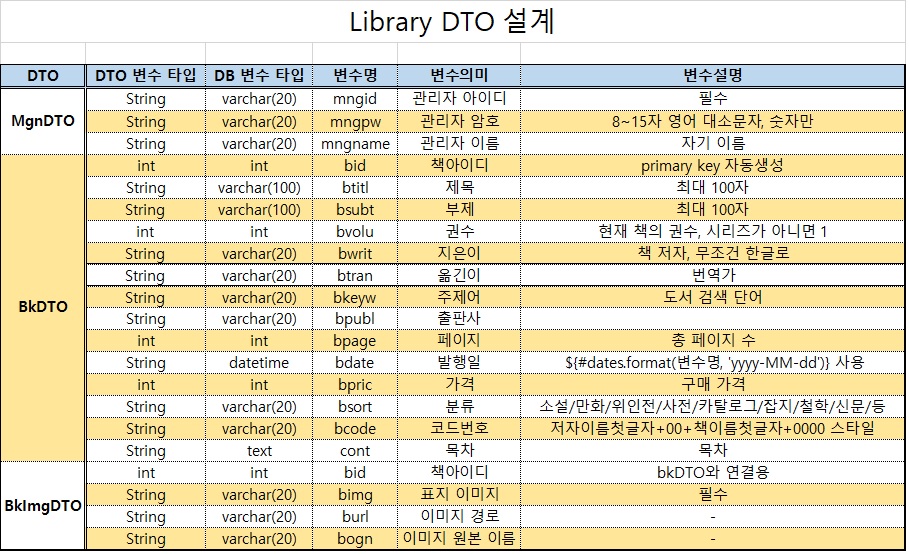 Library DTO 설계
DTO DTO 변수 타입 DB 변수 타입 변수명 변수의미 변수설명
MgnDTO
String varchar(20) mngid 관리자 아이디 필수
String varchar(20) mngpw 관리자 암호 8~15자 영어 대소문자, 숫자만
String varchar(20) mngname 관리자 이름 자기 이름
BkDTO
int int bid 책아이디 primary key 자동생성
String varchar(100) btitl 제목 최대 100자
String varchar(100) bsubt 부제 최대 100자
int int bvolu 권수 현재 책의 권수, 시리즈가 아니면 1
String varchar(20) bwrit 지은이 책 저자, 무조건 한글로
String varchar(20) btran 옮긴이 번역가
String varchar(20) bkeyw 주제어 도서 검색 단어
String varchar(20) bpubl 출판사
int int bpage 페이지 총 페이지 수
String datetime bdate 발행일 ${#dates.format(변수명, 'yyyy-MM-dd')} 사용
int int bpric 가격 구매 가격
String varchar(20) bsort 분류 소설/만화/위인전/사전/카탈로그/잡지/철학/신문/등
String varchar(20) bcode 코드번호 저자이름첫글자+00+책이름첫글자+0000 스타일
String text cont 목차 목차
BkImgDTO
int int bid 책아이디 bkDTO와 연결용
String varchar(20) bimg 표지 이미지 필수
String varchar(20) burl 이미지 경로 -
String varchar(20) bogn 이미지 원본 이름 -